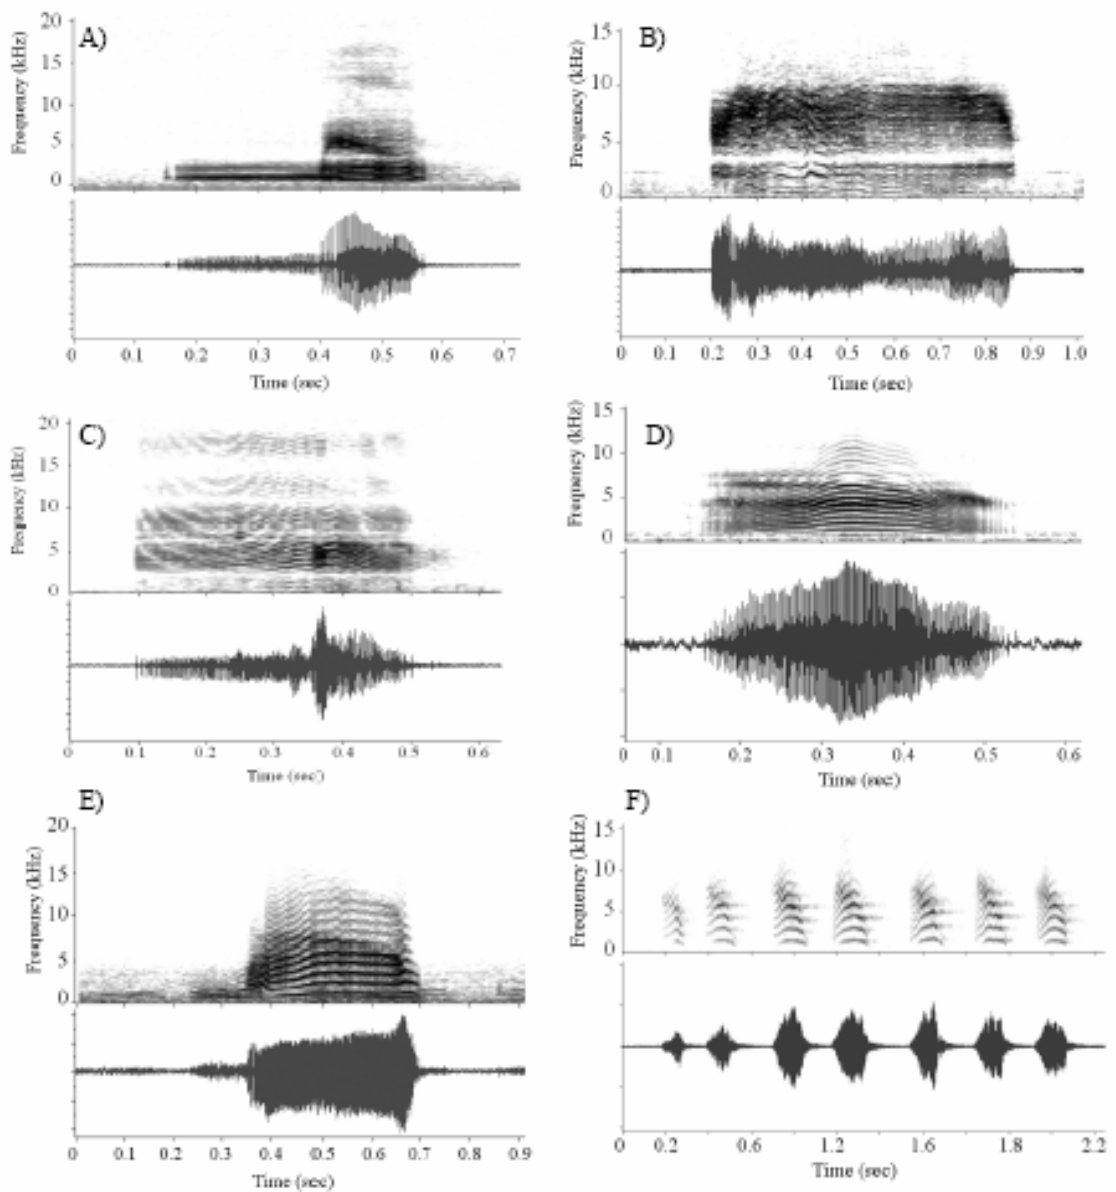 A)
Frequency (kHz)
20
15
10
5
0
0 0.1 0.2 0.3 0.4 0.5 0.6 0.7
Time (sec)
B)
Frequency (kHz)
15
10
5
0
0 0.1 0.2 0.3 0.4 0.5 0.6 0.7 0.8 1.0
Time (sec)
C)
Frequency (kHz)
20
15
10
5
0
0 0.1 0.2 0.3 0.4 0.5 0.6
Time (sec)
D)
Frequency (kHz)
15
10
5
0
0 0.1 0.2 0.3 0.4 0.5 0.6
Time (sec)
E)
Frequency (kHz)
20
15
10
5
0
0 0.1 0.2 0.3 0.4 0.5 0.6 0.7 0.8 0.9
Time (sec)
F)
Frequency (kHz)
15
10
5
0
0 0.2 0.6 1.2 1.6 1.8 2.2
Time (sec)